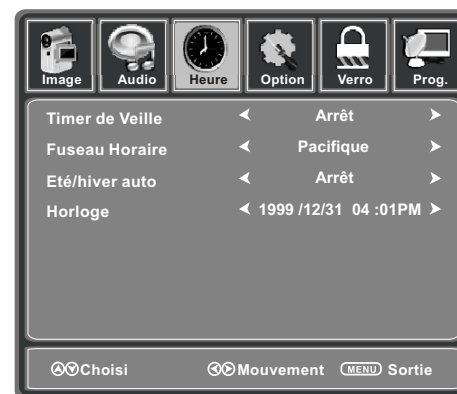 Image Audio Heure Option Verro Prog.
Timer de Veille Arrêt
Fuseau Horaire Pacifique
Eté/hiver auto Arrêt
Horloge 1999 /12/31 04 :01PM
Choisi Mouvement MENU Sortie